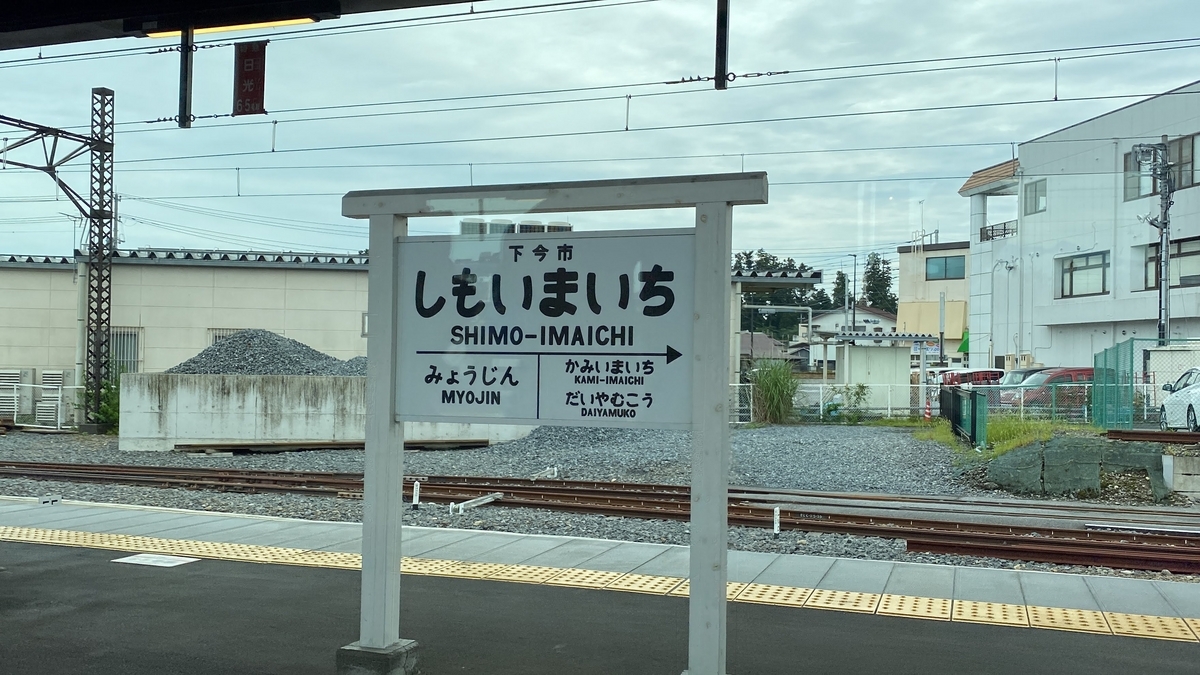 日光
下今市
しもいまいち
SHIMO-IMAICHI
みょうじん
MYOJIN
かみいまいち
KAMI-IMAICHI
だいやむこう
DAIYAMUKO